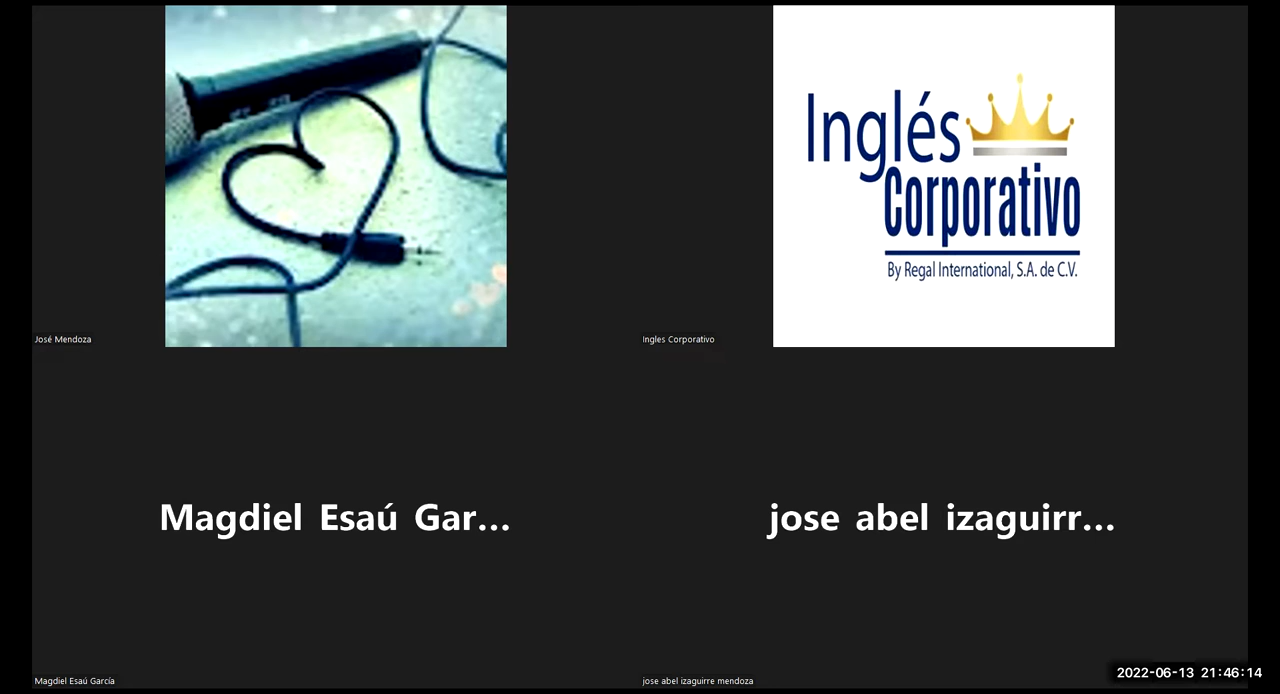 Inglés
Corporativo
By Regal International, S.A. de C.V.
José Mendoza
Ingles Corporativo
Magdiel Esaú Gar...
jose abel izaguirr...
Magdiel Esaú García
jose abel izaguirre mendoza
2022-06-13 21:46:14